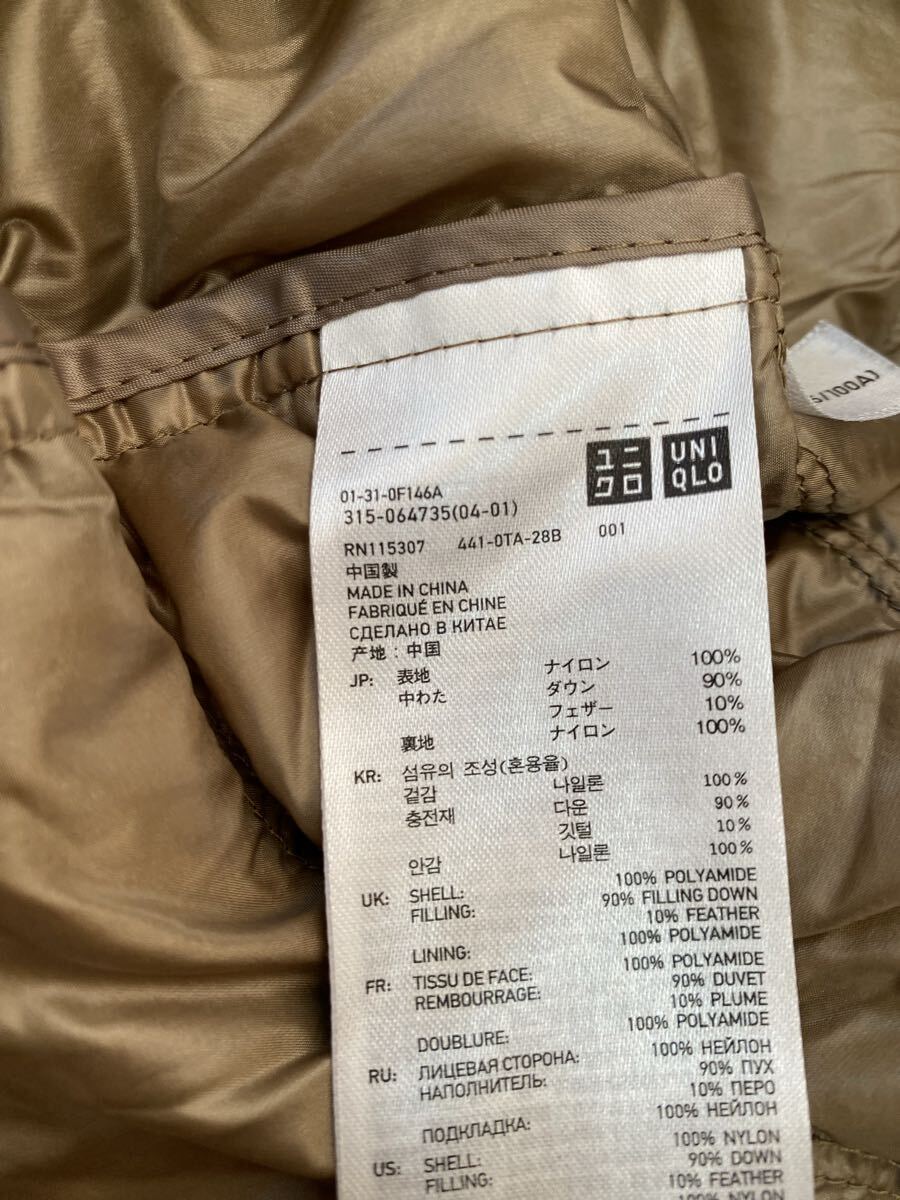 ユニクロ UNIQLO
01-31-0F146A
315-064735(04-01)
RN115307 441-0TA-28B 001
中国製
MADE IN CHINA
FABRIQUÉ EN CHINE
СДЕЛАНО В КИТАЕ
产地：中国
JP: 表地 ナイロン 100%
中わた ダウン 90%
フェザー 10%
裏地 ナイロン 100%
KR: 섬유의 조성(혼용율)
겉감 나일론 100%
충전재 다운 90%
깃털 10%
안감 나일론 100%
UK: SHELL: 100% POLYAMIDE
FILLING: 90% FILLING DOWN
10% FEATHER
LINING: 100% POLYAMIDE
FR: TISSU DE FACE: 100% POLYAMIDE
REMBOURRAGE: 90% DUVET
10% PLUME
DOUBLURE: 100% POLYAMIDE
RU: ЛИЦЕВАЯ СТОРОНА: 100% НЕЙЛОН
НАПОЛНИТЕЛЬ: 90% ПУХ
10% ПЕРО
ПОДКЛАДКА: 100% НЕЙЛОН
US: SHELL: 100% NYLON
FILLING: 90% DOWN
10% FEATHER
100% NYLON